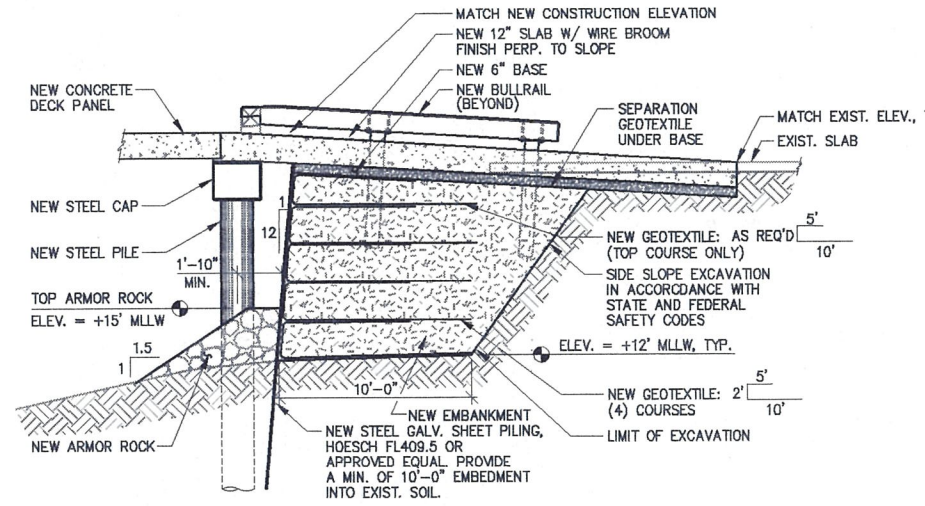 MATCH NEW CONSTRUCTION ELEVATION
NEW 12" SLAB W/ WIRE BROOM
FINISH PERP. TO SLOPE
NEW 6" BASE
NEW BULLRAIL
(BEYOND)
NEW CONCRETE
DECK PANEL
SEPARATION
GEOTEXTILE
UNDER BASE
MATCH EXIST. ELEV.,
EXIST. SLAB
NEW STEEL CAP
1
12
NEW STEEL PILE
1'-10"
MIN.
NEW GEOTEXTILE: AS REQ'D
(TOP COURSE ONLY)
5'
10'
SIDE SLOPE EXCAVATION
IN ACCORCDANCE WITH
STATE AND FEDERAL
SAFETY CODES
TOP ARMOR ROCK
ELEV. = +15' MLLW
1.5
1
ELEV. = +12' MLLW, TYP.
10'-0"
NEW GEOTEXTILE: 2'
(4) COURSES
5'
10'
NEW EMBANKMENT
LIMIT OF EXCAVATION
NEW ARMOR ROCK
NEW STEEL GALV. SHEET PILING,
HOESCH FL409.5 OR
APPROVED EQUAL. PROVIDE
A MIN. OF 10'-0" EMBEDMENT
INTO EXIST. SOIL.